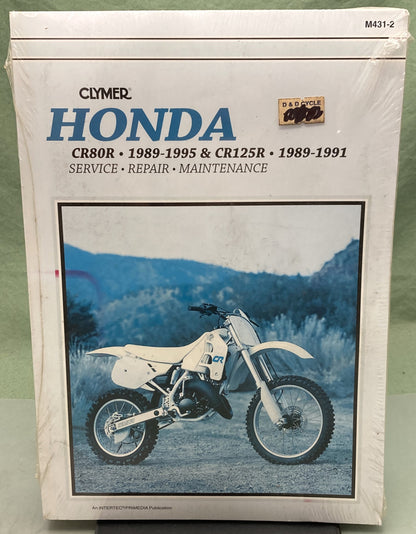 M431-2
CLYMER®
D & D CYCLE
HONDA
CR80R • 1989-1995 & CR125R • 1989-1991
SERVICE • REPAIR • MAINTENANCE
CR
An INTERTEC/PRIMEDIA Publication